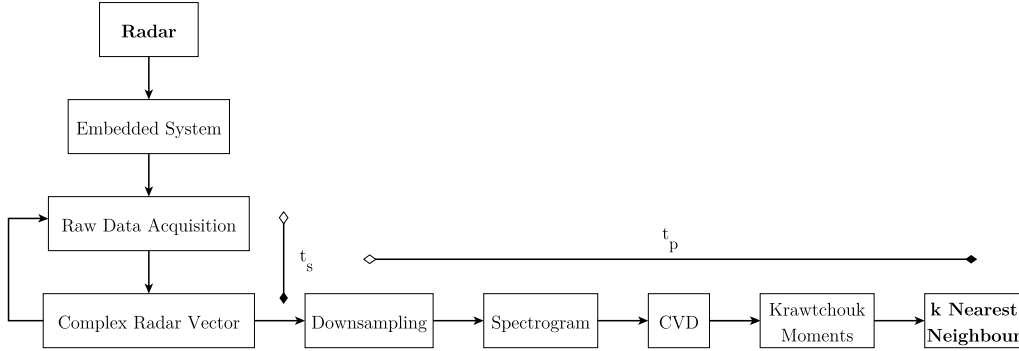 Radar
Embedded System
Raw Data Acquisition
t_s
t_p
Complex Radar Vector
Downsampling
Spectrogram
CVD
Krawtchouk
Moments
k Nearest
Neighbour